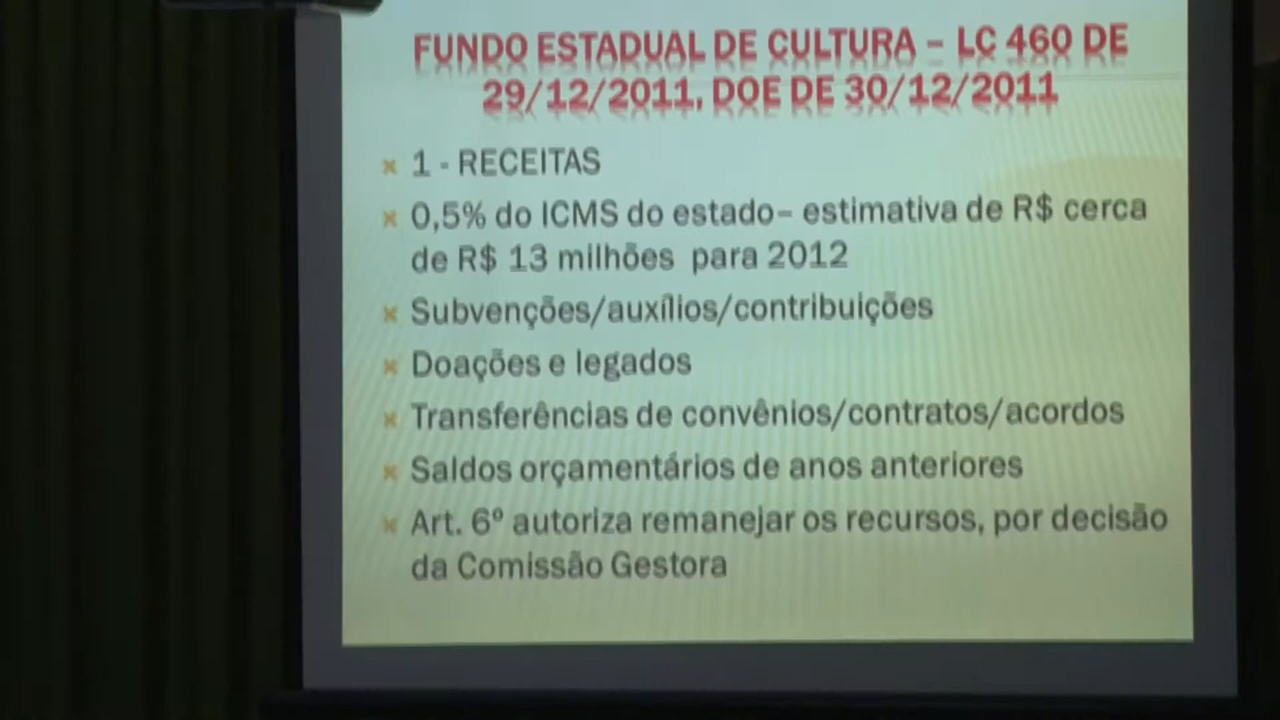 FUNDO ESTADUAL DE CULTURA – LC 460 DE
29/12/2011, DOE DE 30/12/2011
1 - RECEITAS
0,5% do ICMS do estado– estimativa de R$ cerca
de R$ 13 milhões para 2012
Subvenções/auxílios/contribuições
Doações e legados
Transferências de convênios/contratos/acordos
Saldos orçamentários de anos anteriores
Art. 6º autoriza remanejar os recursos, por decisão
da Comissão Gestora